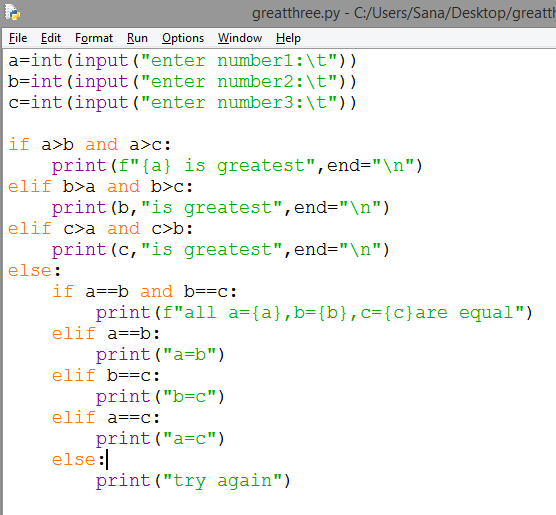 greatthree.py - C:/Users/Sana/Desktop/greatth
File Edit Format Run Options Window Help
a=int(input("enter number1:\t"))
b=int(input("enter number2:\t"))
c=int(input("enter number3:\t"))
if a>b and a>c:
    print(f"{a} is greatest",end="\n")
elif b>a and b>c:
    print(b,"is greatest",end="\n")
elif c>a and c>b:
    print(c,"is greatest",end="\n")
else:
    if a==b and b==c:
        print(f"all a={a},b={b},c={c}are equal")
    elif a==b:
        print("a=b")
    elif b==c:
        print("b=c")
    elif a==c:
        print("a=c")
    else:
        print("try again")